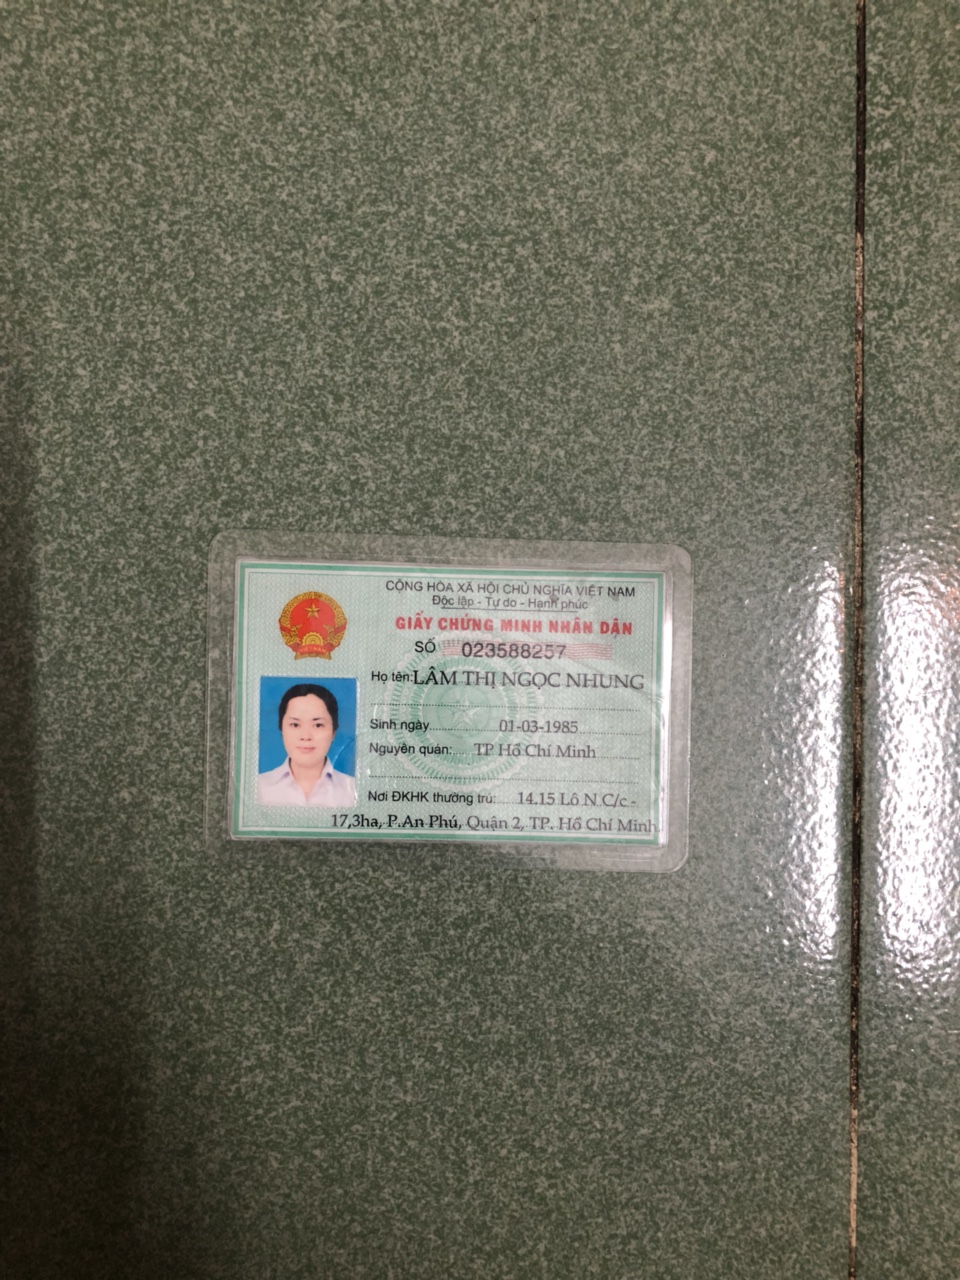 CỘNG HÒA XÃ HỘI CHỦ NGHĨA VIỆT NAM
Độc lập - Tự do - Hạnh phúc
GIẤY CHỨNG MINH NHÂN DÂN
SỐ 023588257
Họ tên: LÂM THỊ NGỌC NHUNG
Sinh ngày 01-03-1985
Nguyên quán: TP Hồ Chí Minh
Nơi ĐKHK thường trú: 14.15 Lô N C/c -
17,3ha, P.An Phú, Quận 2, TP. Hồ Chí Minh
VIỆT NAM